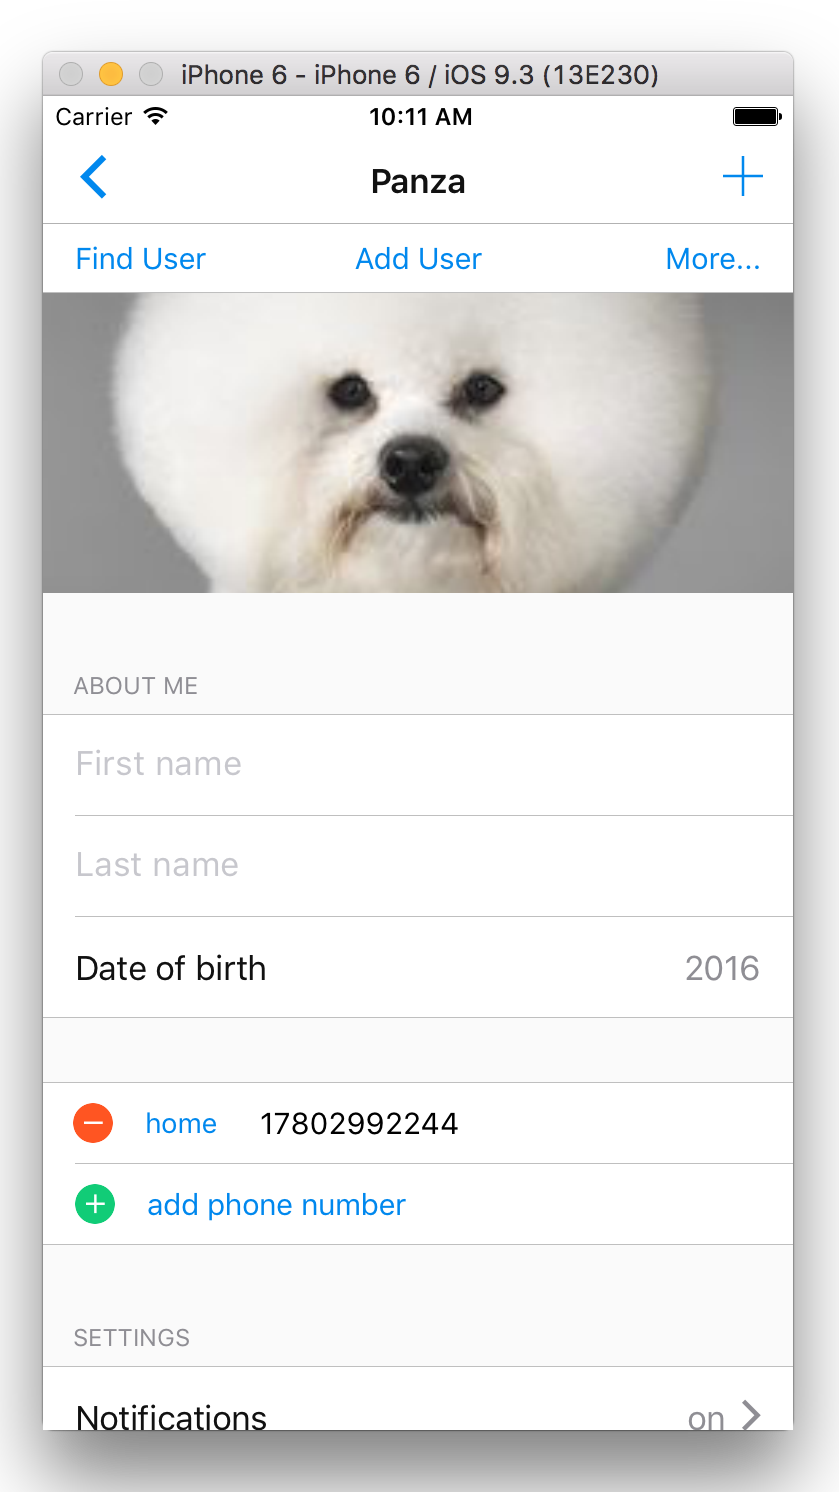 iPhone 6 - iPhone 6 / iOS 9.3 (13E230)
Carrier 10:11 AM
Panza
Find User Add User More...
ABOUT ME
First name
Last name
Date of birth 2016
home 17802992244
add phone number
SETTINGS
Notifications on